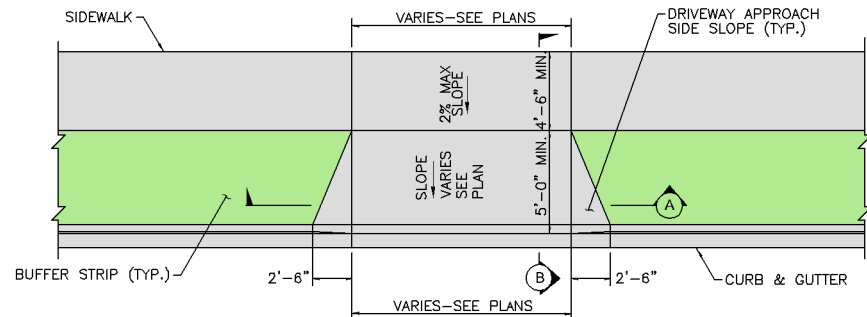 VARIES-SEE PLANS
SIDEWALK
DRIVEWAY APPROACH
SIDE SLOPE (TYP.)
2% MAX
SLOPE
4'-6" MIN.
SLOPE
VARIES
SEE
PLAN
5'-0" MIN.
A
BUFFER STRIP (TYP.)
2'-6"
B
2'-6"
CURB & GUTTER
VARIES-SEE PLANS